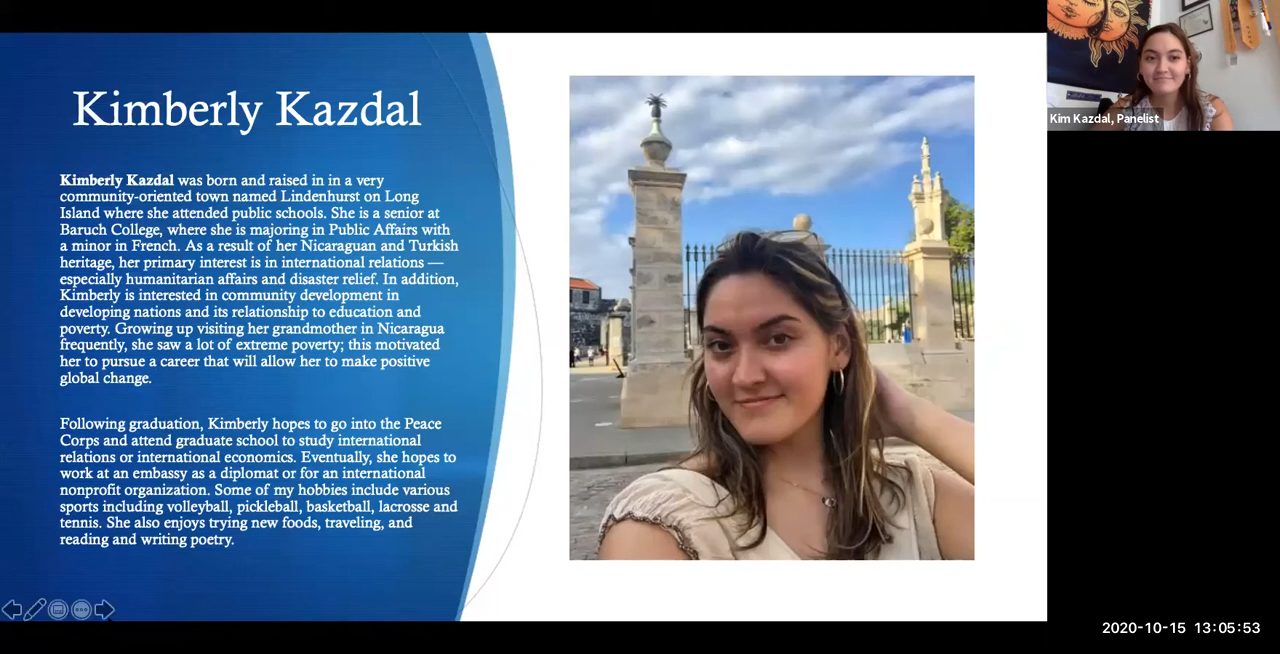 Kimberly Kazdal
Kimberly Kazdal was born and raised in in a very
community-oriented town named Lindenhurst on Long
Island where she attended public schools. She is a senior at
Baruch College, where she is majoring in Public Affairs with
a minor in French. As a result of her Nicaraguan and Turkish
heritage, her primary interest is in international relations —
especially humanitarian affairs and disaster relief. In addition,
Kimberly is interested in community development in
developing nations and its relationship to education and
poverty. Growing up visiting her grandmother in Nicaragua
frequently, she saw a lot of extreme poverty; this motivated
her to pursue a career that will allow her to make positive
global change.
Following graduation, Kimberly hopes to go into the Peace
Corps and attend graduate school to study international
relations or international economics. Eventually, she hopes to
work at an embassy as a diplomat or for an international
nonprofit organization. Some of my hobbies include various
sports including volleyball, pickleball, basketball, lacrosse and
tennis. She also enjoys trying new foods, traveling, and
reading and writing poetry.
Kim Kazdal, Panelist
2020-10-15 13:05:53